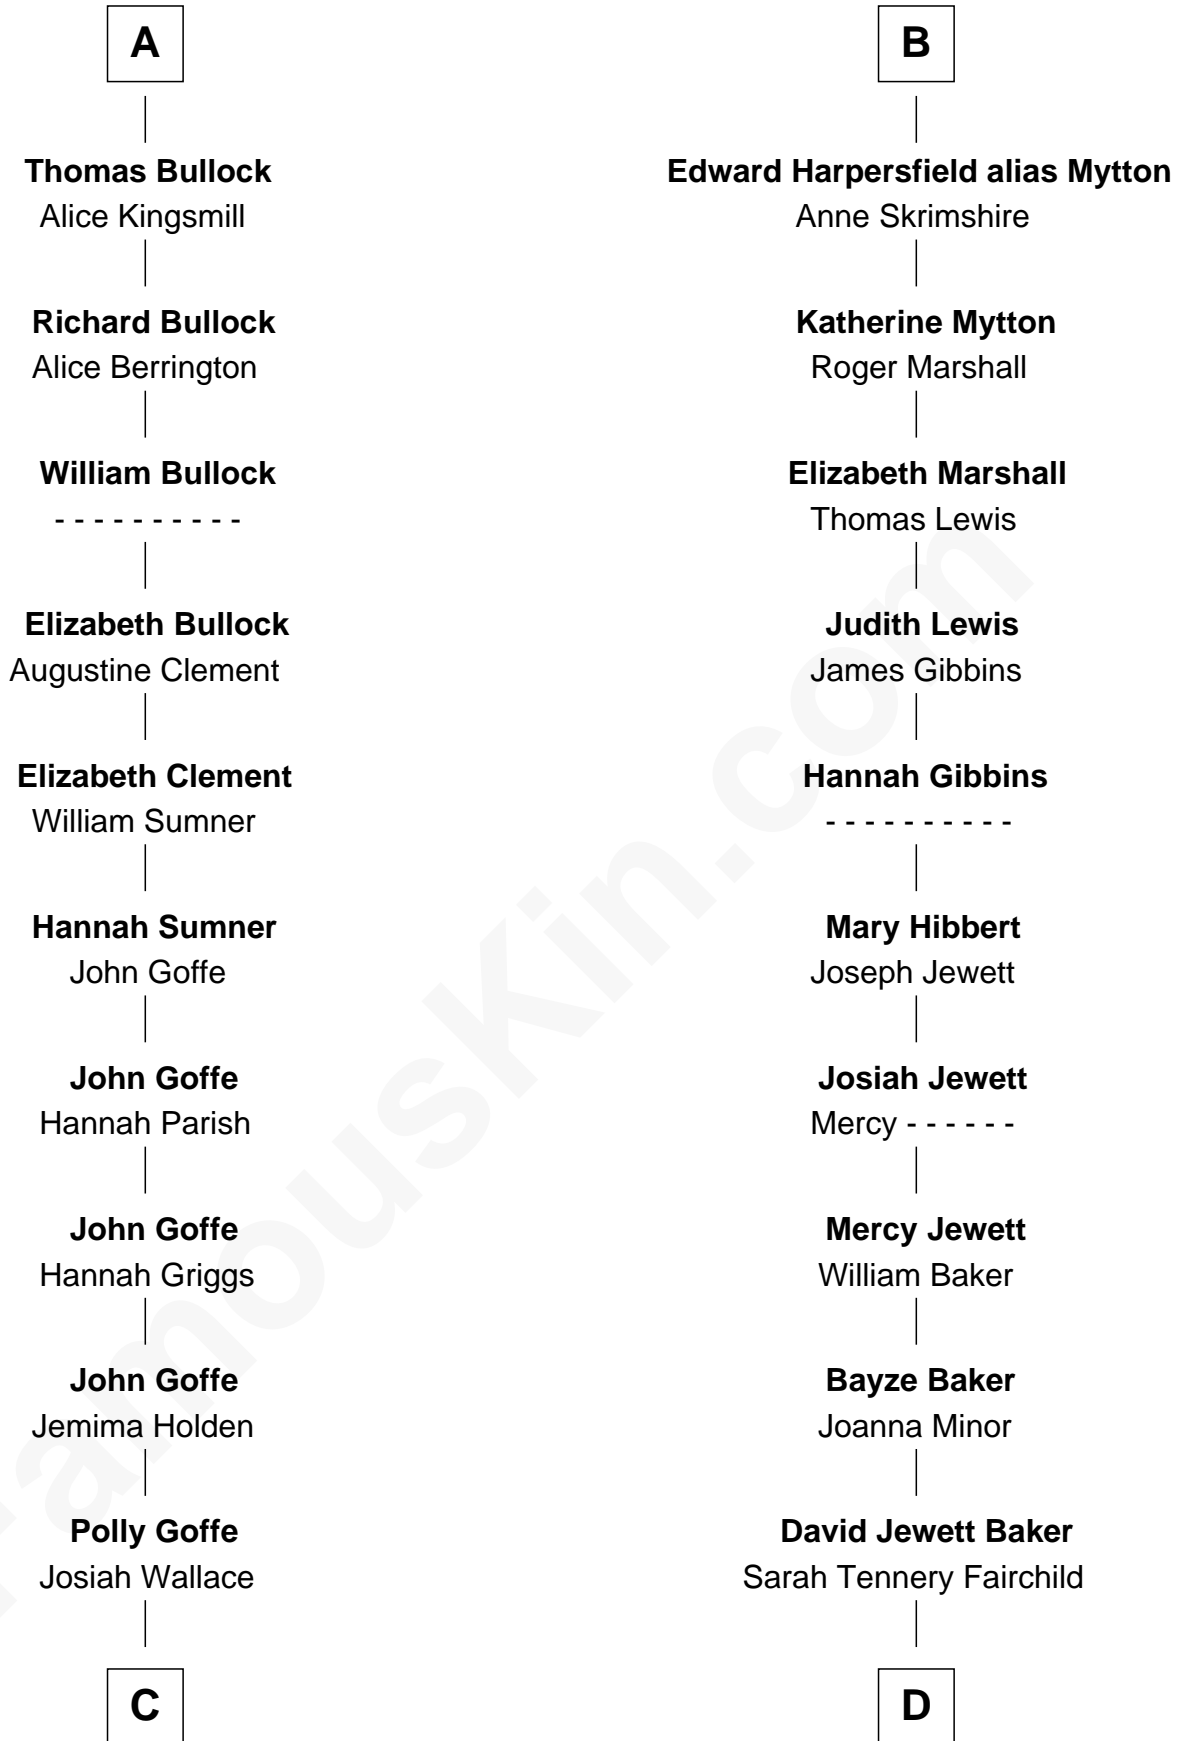 A
Thomas Bullock
Alice Kingsmill
Richard Bullock
Alice Berrington
William Bullock
- - - - - - - - - -
Elizabeth Bullock
Augustine Clement
Elizabeth Clement
William Sumner
Hannah Sumner
John Goffe
John Goffe
Hannah Parish
John Goffe
Hannah Griggs
John Goffe
Jemima Holden
Polly Goffe
Josiah Wallace
C
B
Edward Harpersfield alias Mytton
Anne Skrimshire
Katherine Mytton
Roger Marshall
Elizabeth Marshall
Thomas Lewis
Judith Lewis
James Gibbins
Hannah Gibbins
- - - - - - - - - -
Mary Hibbert
Joseph Jewett
Josiah Jewett
Mercy - - - - - -
Mercy Jewett
William Baker
Bayze Baker
Joanna Minor
David Jewett Baker
Sarah Tennery Fairchild
D
FamousKin.com